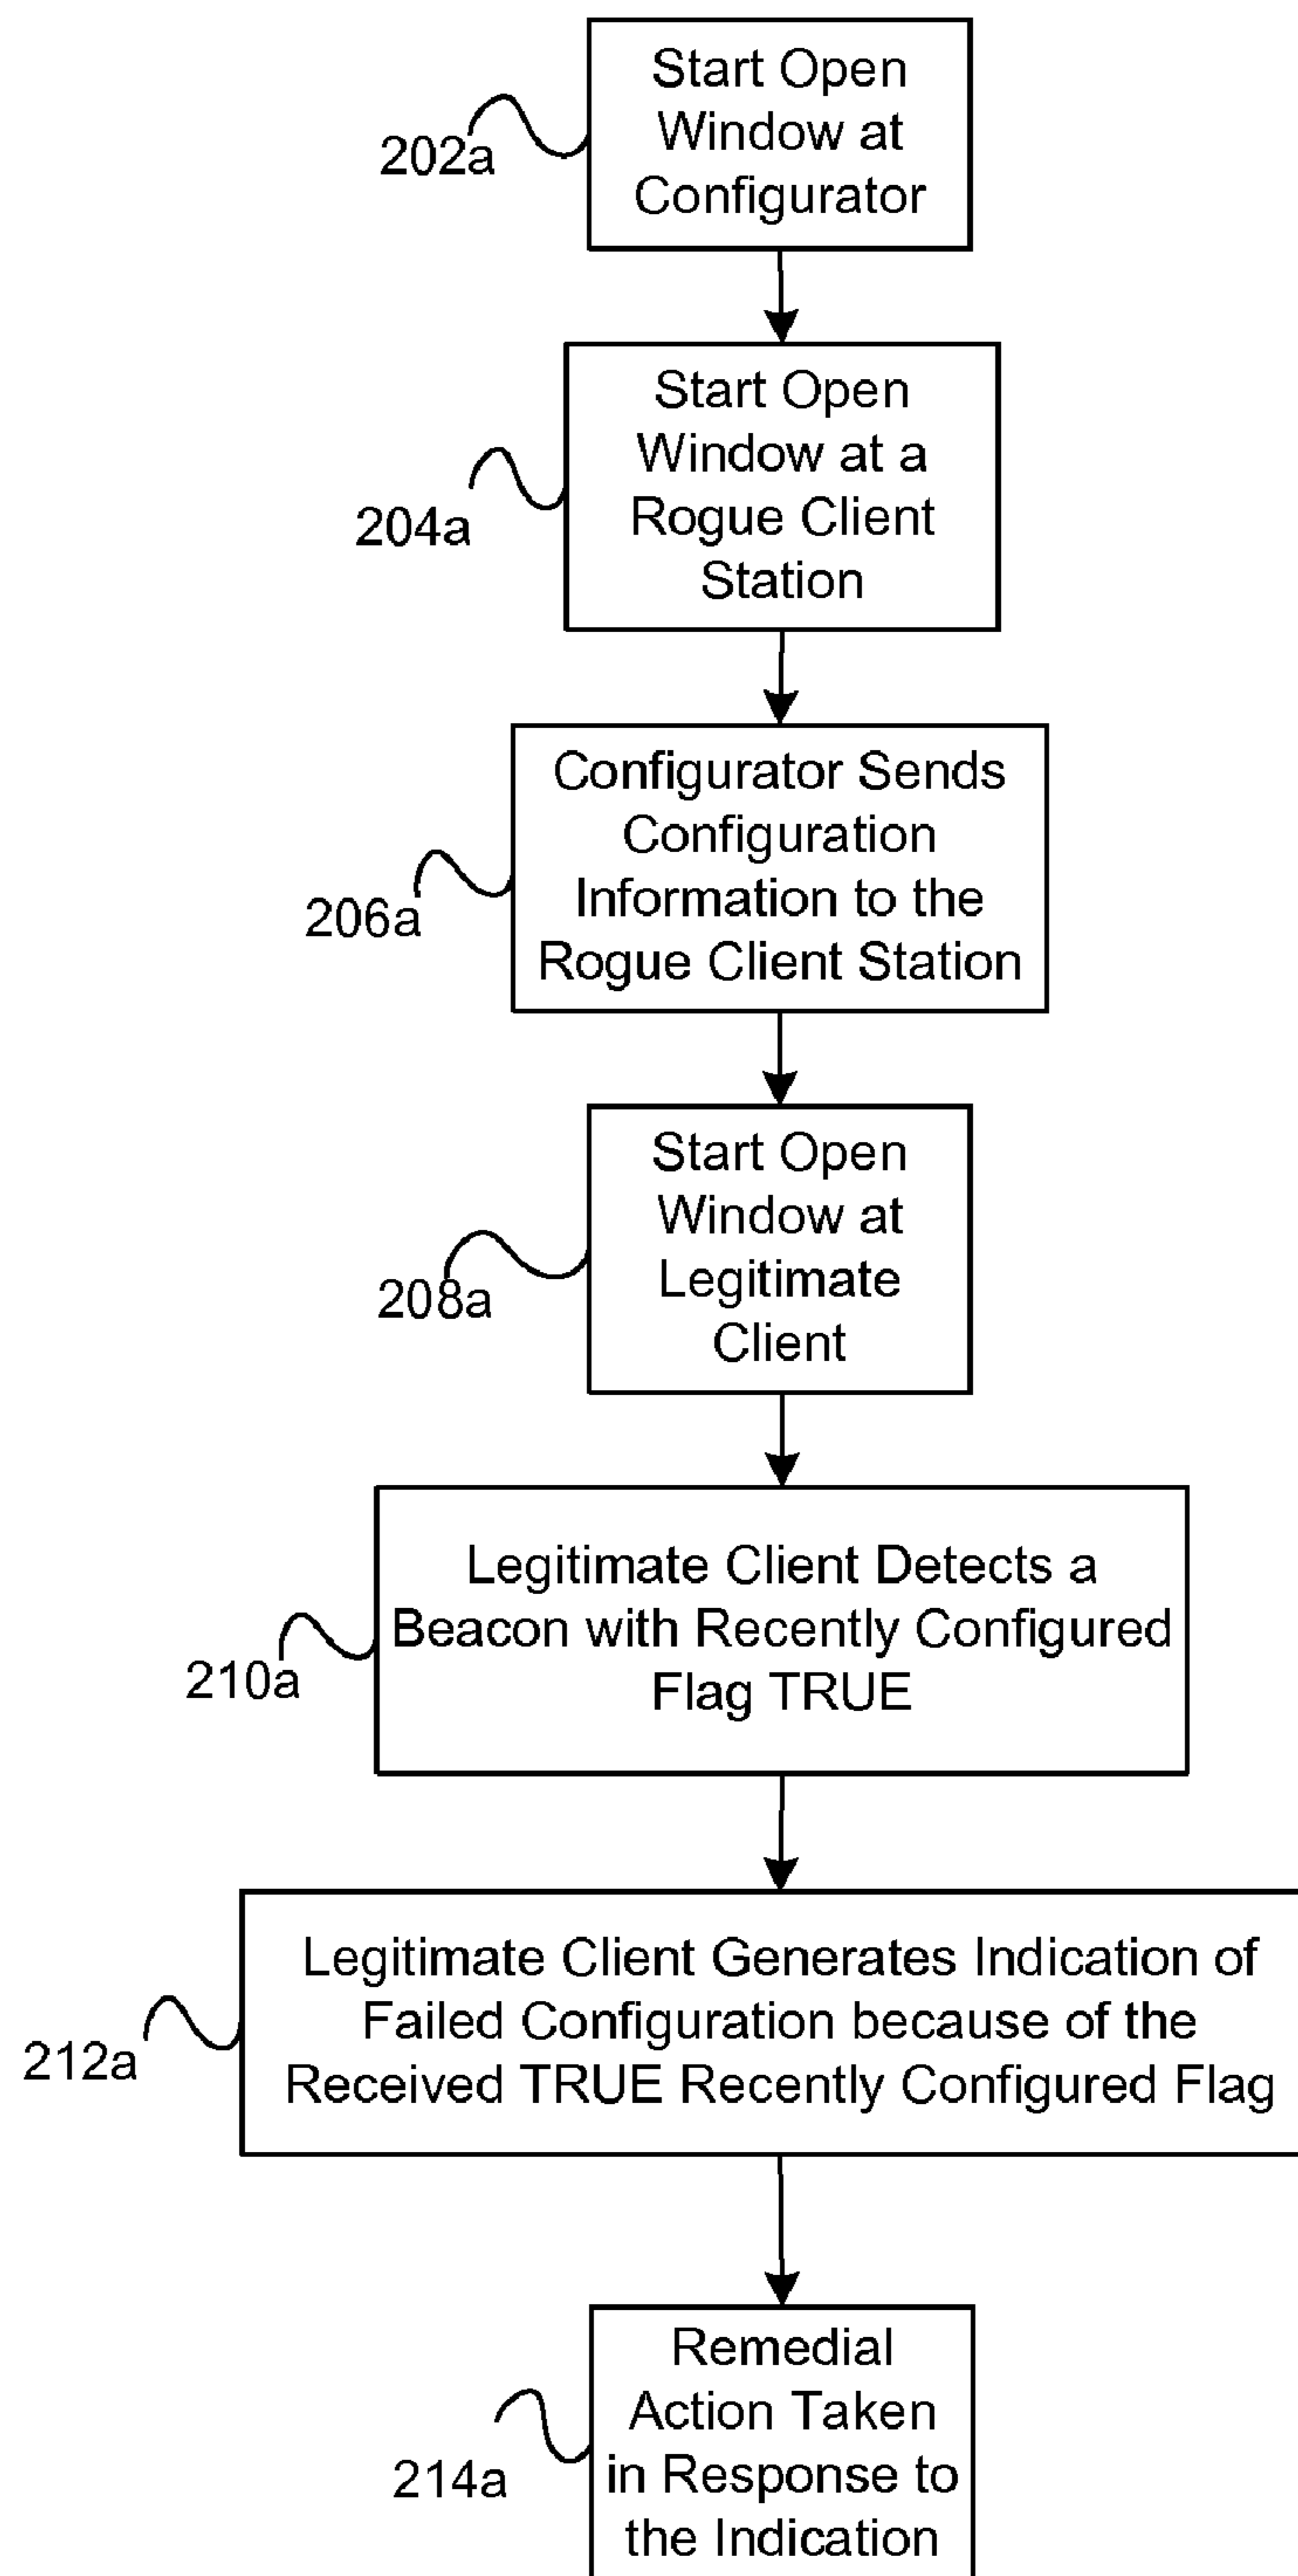 Start Open
Window at
Configurator
202a
Start Open
Window at a
Rogue Client
Station
204a
Configurator Sends
Configuration
Information to the
Rogue Client Station
206a
Start Open
Window at
Legitimate
Client
208a
Legitimate Client Detects a
Beacon with Recently Configured
Flag TRUE
210a
Legitimate Client Generates Indication of
Failed Configuration because of the
Received TRUE Recently Configured Flag
212a
Remedial
Action Taken
in Response to
the Indication
214a